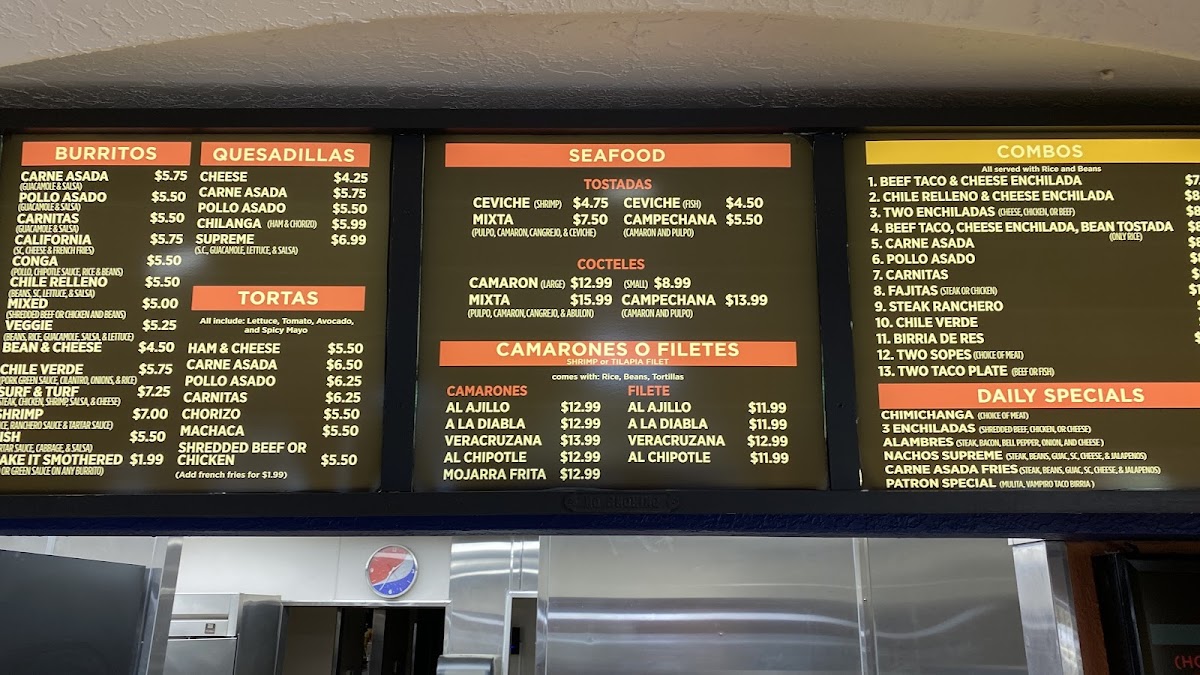 BURRITOS
CARNE ASADA $5.75
(GUACAMOLE & SALSA)
POLLO ASADO $5.50
(GUACAMOLE & SALSA)
CARNITAS $5.50
(GUACAMOLE & SALSA)
CALIFORNIA $5.75
(SC, CHEESE & FRENCH FRIES)
CONGA $5.50
(POLLO, CHIPOTLE SAUCE, RICE & BEANS)
CHILE RELLENO $5.50
(BEANS, SC, LETTUCE, & SALSA)
MIXED $5.00
(SHREDDED BEEF OR CHICKEN AND BEANS)
VEGGIE $5.25
(BEANS, RICE, GUACAMOLE, SALSA, & LETTUCE)
BEAN & CHEESE $4.50
CHILE VERDE $5.75
(PORK GREEN SAUCE, CILANTRO, ONIONS, & RICE)
SURF & TURF $7.25
STEAK, CHICKEN, SHRIMP, SALSA, & CHEESE)
SHRIMP $7.00
RANCHERO SAUCE & TARTAR SAUCE)
ISH $5.50
SAUCE, CABBAGE, & SALSA)
AKE IT SMOTHERED $1.99
OR GREEN SAUCE ON ANY BURRITO)
QUESADILLAS
CHEESE $4.25
CARNE ASADA $5.75
POLLO ASADO $5.50
CHILANGA (HAM & CHORIZO) $5.99
SUPREME $6.99
(S.C., GUACAMOLE, LETTUCE, & SALSA)
TORTAS
All include: Lettuce, Tomato, Avocado,
and Spicy Mayo
HAM & CHEESE $5.50
CARNE ASADA $6.50
POLLO ASADO $6.25
CARNITAS $6.25
CHORIZO $5.50
MACHACA $5.50
SHREDDED BEEF OR
CHICKEN $5.50
(Add french fries for $1.99)
SEAFOOD
TOSTADAS
CEVICHE (SHRIMP) $4.75 CEVICHE (FISH) $4.50
MIXTA $7.50 CAMPECHANA $5.50
(PULPO, CAMARON, CANGREJO, & CEVICHE) (CAMARON AND PULPO)
COCTELES
CAMARON (LARGE) $12.99 (SMALL) $8.99
MIXTA $15.99 CAMPECHANA $13.99
(PULPO, CAMARON, CANGREJO, & ABULON) (CAMARON AND PULPO)
CAMARONES O FILETES
SHRIMP or TILAPIA FILET
comes with: Rice, Beans, Tortillas
CAMARONES
AL AJILLO $12.99
A LA DIABLA $12.99
VERACRUZANA $13.99
AL CHIPOTLE $12.99
MOJARRA FRITA $12.99
FILETE
AL AJILLO $11.99
A LA DIABLA $11.99
VERACRUZANA $12.99
AL CHIPOTLE $11.99
COMBOS
All served with Rice and Beans
1. BEEF TACO & CHEESE ENCHILADA
2. CHILE RELLENO & CHEESE ENCHILADA
3. TWO ENCHILADAS (CHEESE, CHICKEN, OR BEEF)
4. BEEF TACO, CHEESE ENCHILADA, BEAN TOSTADA
(ONLY RICE)
5. CARNE ASADA
6. POLLO ASADO
7. CARNITAS
8. FAJITAS (STEAK OR CHICKEN)
9. STEAK RANCHERO
10. CHILE VERDE
11. BIRRIA DE RES
12. TWO SOPES (CHOICE OF MEAT)
13. TWO TACO PLATE (BEEF OR FISH)
DAILY SPECIALS
CHIMICHANGA (CHOICE OF MEAT)
3 ENCHILADAS (SHREDDED BEEF, CHICKEN, OR CHEESE)
ALAMBRES (STEAK, BACON, BELL PEPPER, ONION, AND CHEESE)
NACHOS SUPREME (STEAK, BEANS, GUAC, SC, CHEESE, & JALAPENOS)
CARNE ASADA FRIES (STEAK, BEANS, GUAC, SC, CHEESE, & JALAPENOS)
PATRON SPECIAL (MULITA, VAMPIRO TACO BIRRIA)
NO SMOKING
(HO